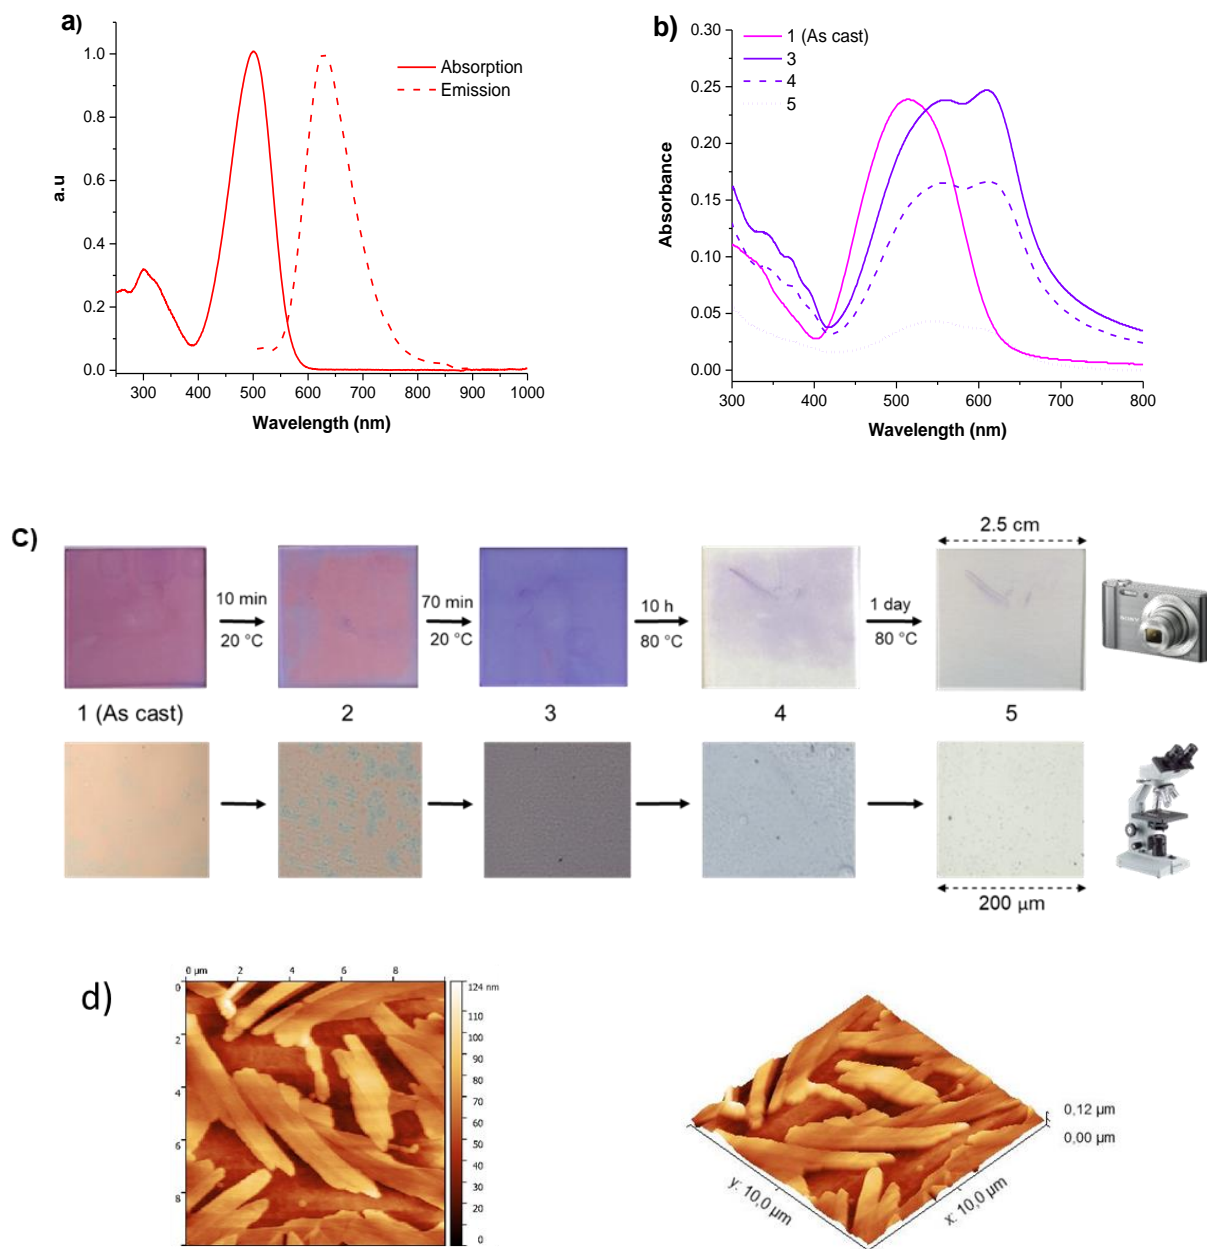 a)
1.0
0.8
0.6
0.4
0.2
0.0
a.u
Absorption
Emission
300 400 500 600 700 800 900 1000
Wavelength (nm)
b)
0.30
0.25
0.20
0.15
0.10
0.05
0.00
Absorbance
1 (As cast)
3
4
5
300 400 500 600 700 800
Wavelength (nm)
c)
10 min
20 °C
70 min
20 °C
10 h
80 °C
1 day
80 °C
2.5 cm
SONY
1 (As cast) 2 3 4 5
200 µm
d)
0 µm 2 4 6 8
0
2
4
6
8
124 nm
110
100
90
80
70
60
50
40
30
20
10
0
0,12 µm
0,00 µm
y: 10,0 µm
x: 10,0 µm